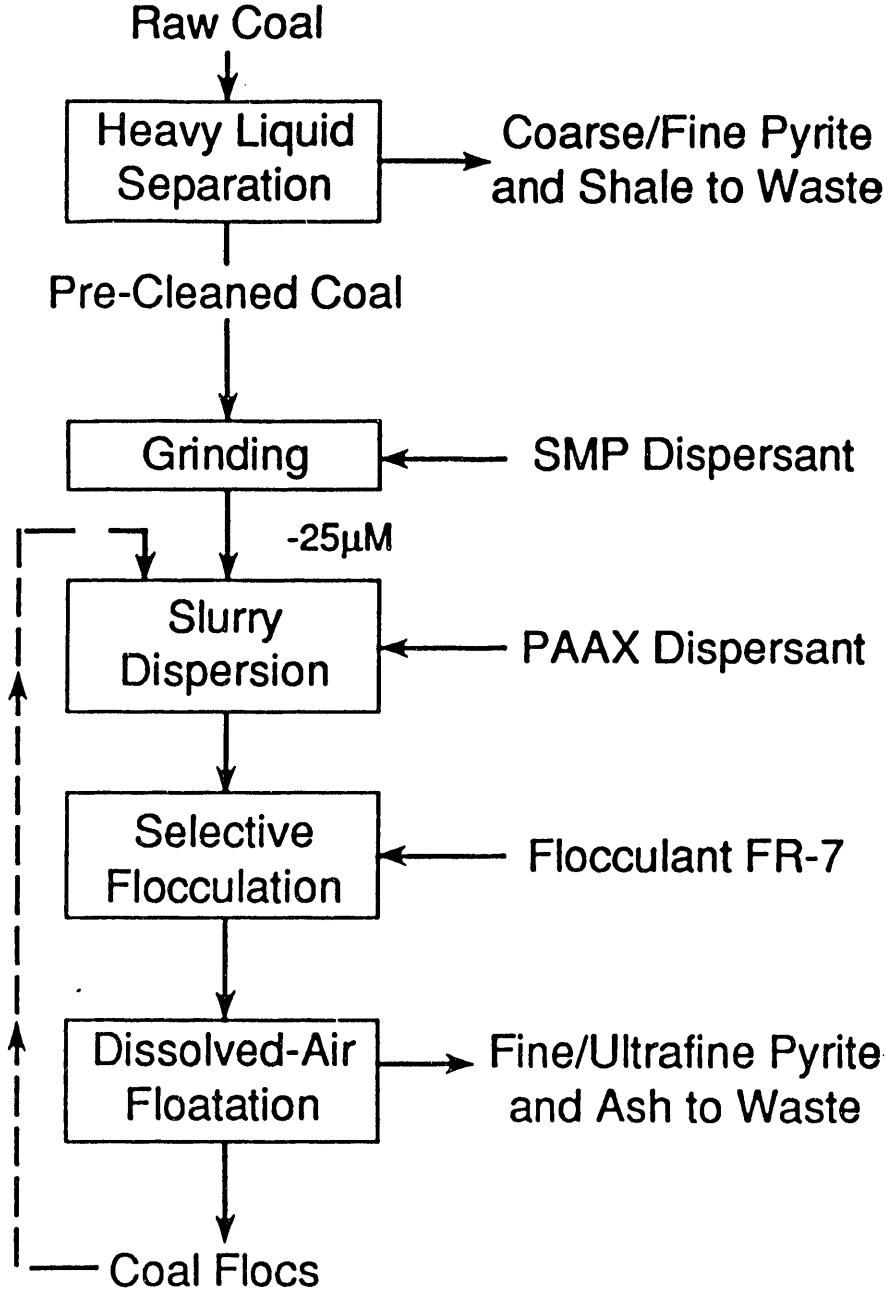 Raw Coal
Heavy Liquid
Separation
Coarse/Fine Pyrite
and Shale to Waste
Pre-Cleaned Coal
Grinding
SMP Dispersant
-25µM
Slurry
Dispersion
PAAX Dispersant
Selective
Flocculation
Flocculant FR-7
Dissolved-Air
Floatation
Fine/Ultrafine Pyrite
and Ash to Waste
Coal Flocs